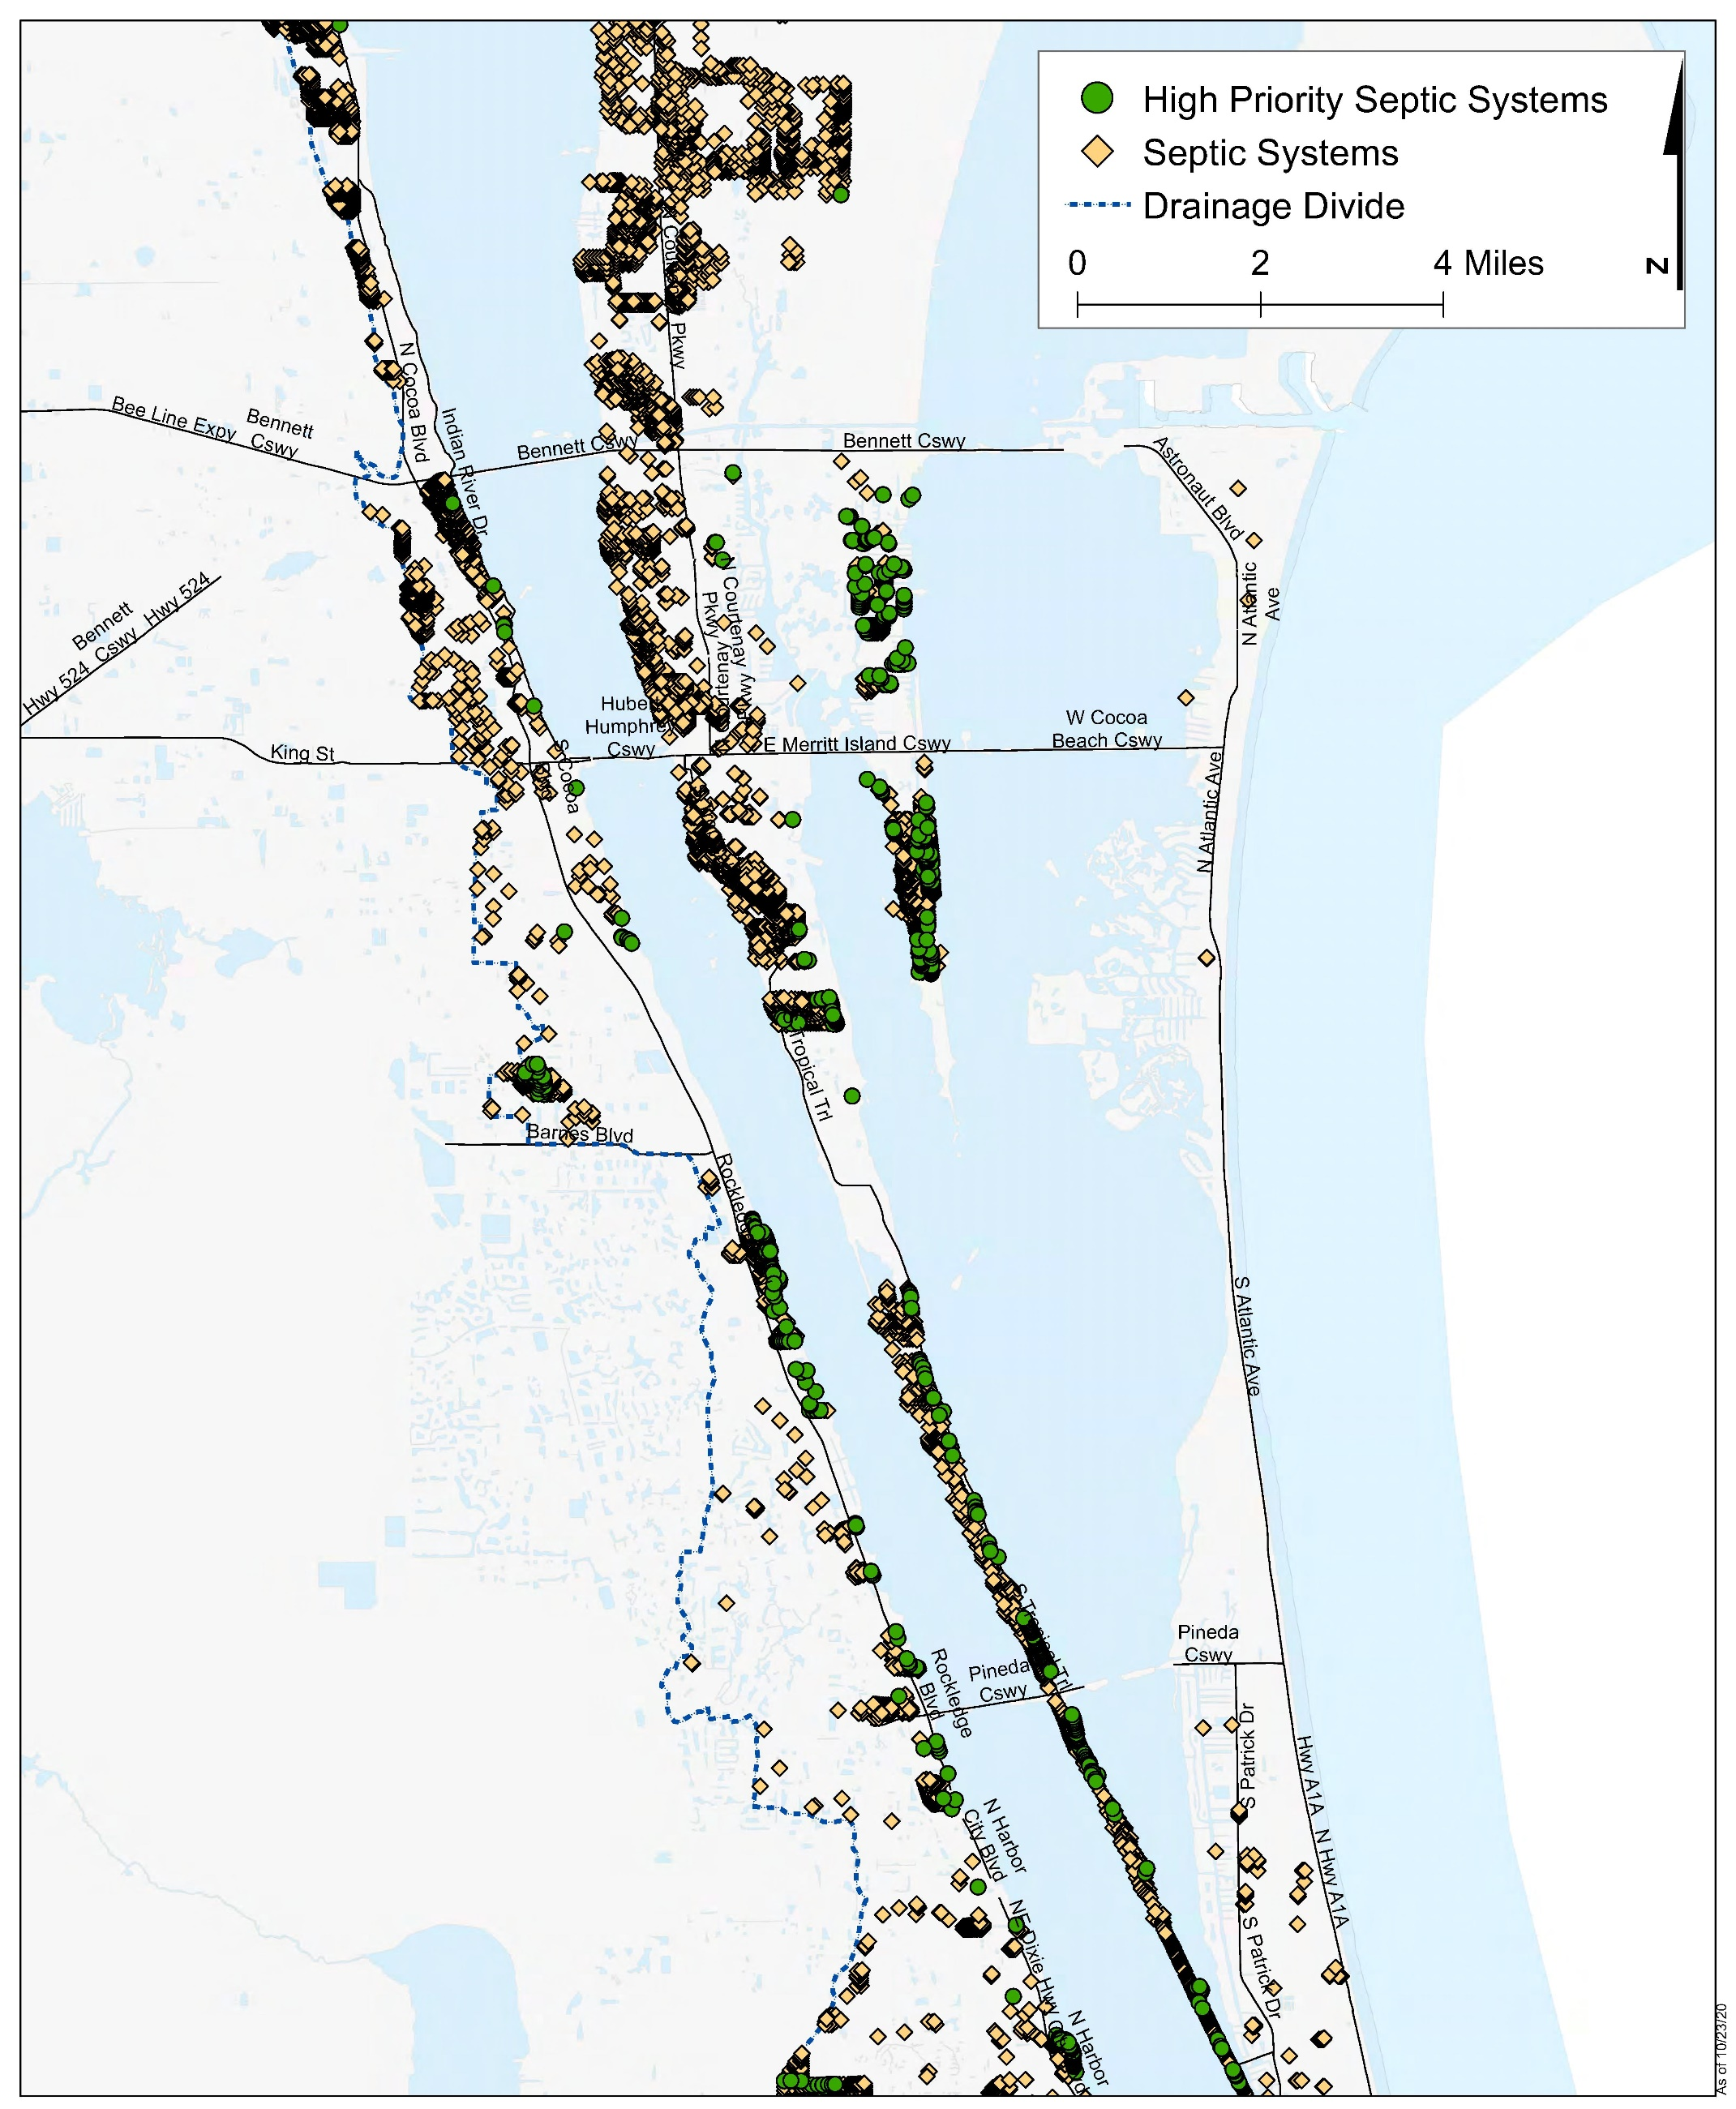 High Priority Septic Systems
Septic Systems
Drainage Divide
0 2 4 Miles
N
Pkwy
N Cocoa Blvd
Indian River Dr
Bee Line Expy
Bennett
Cswy
Bennett Cswy
Bennett Cswy
Astronaut Blvd
N Atlantic
Ave
Bennett
Hwy 524 Cswy Hwy 524
N Courtenay
Pkwy
King St
S Cocoa
Humphrey
Cswy
E Merritt Island Cswy
W Cocoa
Beach Cswy
N Atlantic Ave
Tropical Trl
Barnes Blvd
S Atlantic Ave
S Tropical Trl
Pineda
Cswy
Pineda
Cswy
Rockledge
Blvd
S Patrick Dr
Hwy A1A N Hwy A1A
N Harbor
City Blvd
S Patrick Dr
Dixie Hwy
N Harbor
As of 10/23/20